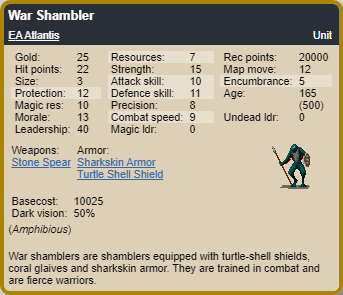 War Shambler
EA Atlantis Unit
Gold: 25 Resources: 7 Rec points: 20000
Hit points: 22 Strength: 15 Map move: 12
Size: 3 Attack skill: 10 Encumbrance: 5
Protection: 12 Defence skill: 11 Age: 165
Magic res: 10 Precision: 8 (500)
Morale: 13 Combat speed: 9 Undead ldr: 0
Leadership: 40 Magic ldr: 0
Weapons: Armor:
Stone Spear Sharkskin Armor
Turtle Shell Shield
Basecost: 10025
Dark vision: 50%
(Amphibious)
War shamblers are shamblers equipped with turtle-shell shields,
coral glaives and sharkskin armor. They are trained in combat and
are fierce warriors.